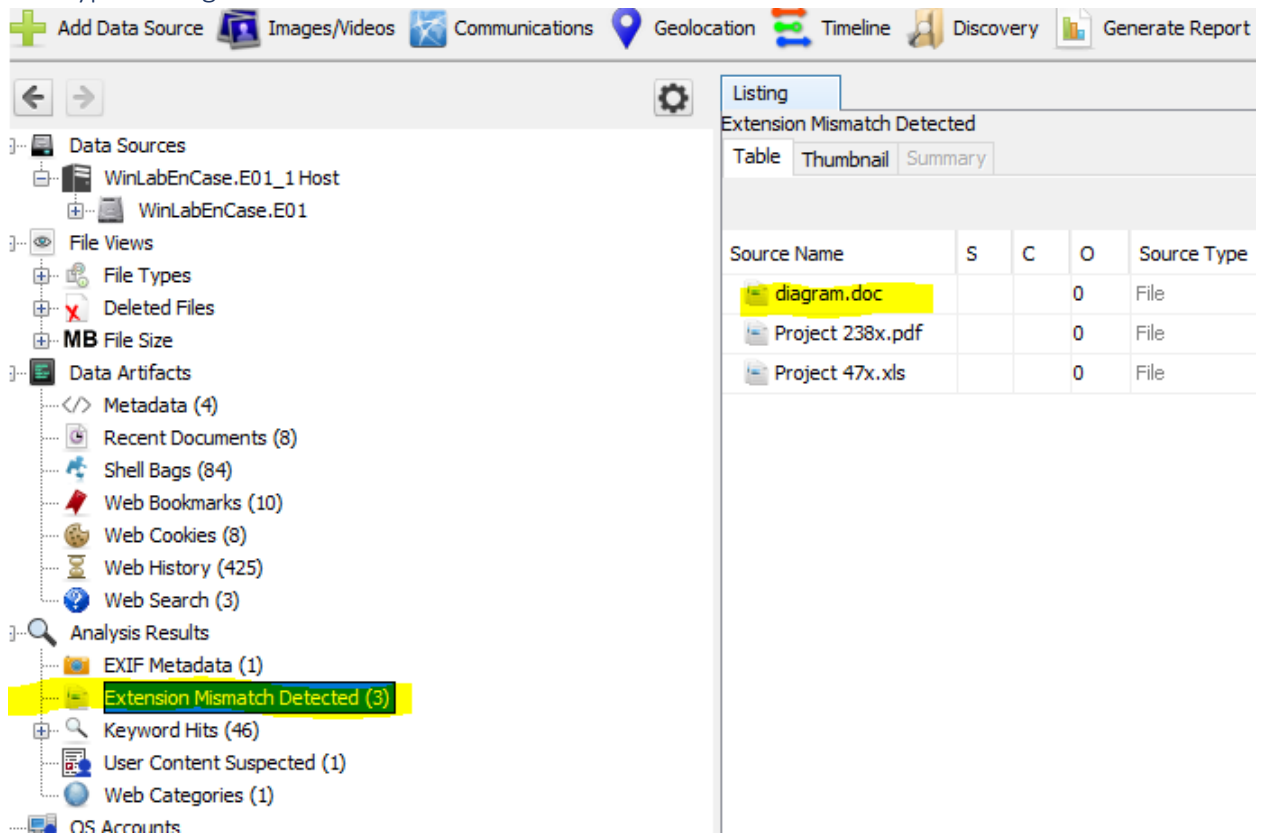 Add Data Source Images/Videos Communications Geolocation Timeline Discovery Generate Report
Data Sources
WinLabEnCase.E01_1 Host
WinLabEnCase.E01
File Views
File Types
Deleted Files
MB File Size
Data Artifacts
Metadata (4)
Recent Documents (8)
Shell Bags (84)
Web Bookmarks (10)
Web Cookies (8)
Web History (425)
Web Search (3)
Analysis Results
EXIF Metadata (1)
Extension Mismatch Detected (3)
Keyword Hits (46)
User Content Suspected (1)
Web Categories (1)
OS Accounts
Listing
Extension Mismatch Detected
Table Thumbnail Summary
Source Name S C O Source Type
diagram.doc 0 File
Project 238x.pdf 0 File
Project 47x.xls 0 File